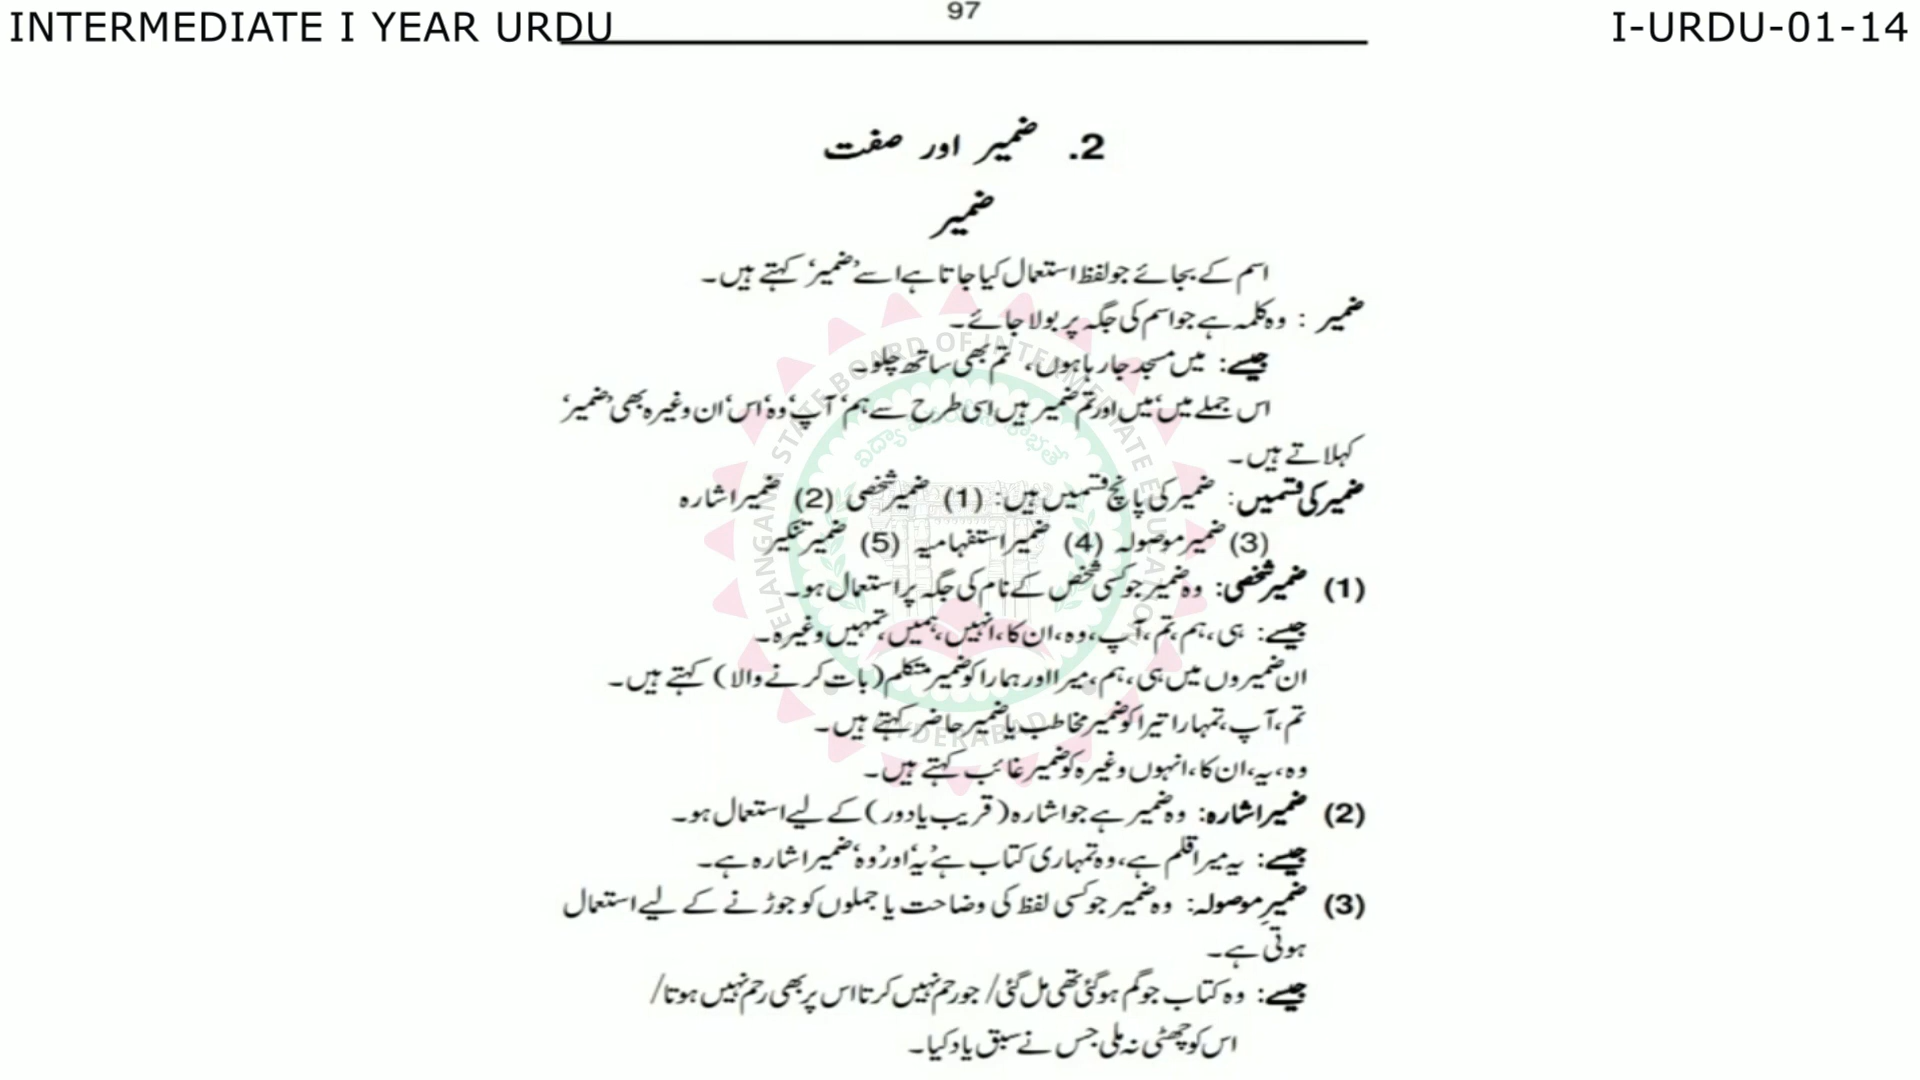 INTERMEDIATE I YEAR URDU
97
I-URDU-01-14
2. ضمیر اور صفت
ضمیر
اسم کے بجائے جو لفظ استعمال کیا جاتا ہے اسے ’ضمیر‘ کہتے ہیں۔
ضمیر : وہ کلمہ ہے جو اسم کی جگہ پر بولا جائے۔
جیسے: میں مسجد جا رہا ہوں، تم بھی ساتھ چلو۔
اس جملے میں ’میں اور تم ضمیر ہیں اسی طرح سے ہم‘ آپ‘ وہ‘ اس‘ ان وغیرہ بھی ’ضمیر‘
کہلاتے ہیں۔
ضمیر کی قسمیں: ضمیر کی پانچ قسمیں ہیں: (1) ضمیر شخصی (2) ضمیر اشارہ
(3) ضمیر موصولہ (4) ضمیر استفہامیہ (5) ضمیر تنکیر
(1) ضمیر شخصی: وہ ضمیر جو کسی شخص کے نام کی جگہ پر استعمال ہو۔
جیسے: ہی، ہم، تم، آپ، وہ، ان کا، انہیں، ہمیں، تمہیں وغیرہ۔
ان ضمیروں میں ہی، ہم، میرا اور ہمارا کو ضمیر متکلم (بات کرنے والا) کہتے ہیں۔
تم، آپ، تمہارا تیرا کو ضمیر مخاطب یا ضمیر حاضر کہتے ہیں۔
وہ، یہ، ان کا، انہوں وغیرہ کو ضمیر غائب کہتے ہیں۔
(2) ضمیر اشارہ: وہ ضمیر ہے جو اشارہ (قریب یا دور) کے لیے استعمال ہو۔
جیسے: یہ میرا قلم ہے، وہ تمہاری کتاب ہے ’یہ‘ اور ’وہ‘ ضمیر اشارہ ہے۔
(3) ضمیرِ موصولہ: وہ ضمیر جو کسی لفظ کی وضاحت یا جملوں کو جوڑنے کے لیے استعمال
ہوتی ہے۔
جیسے: وہ کتاب جو گم ہو گئی تھی مل گئی/ جو رحم نہیں کرتا اس پر بھی رحم نہیں ہوتا/
اس کو چھٹی نہ ملی جس نے سبق یاد کیا۔